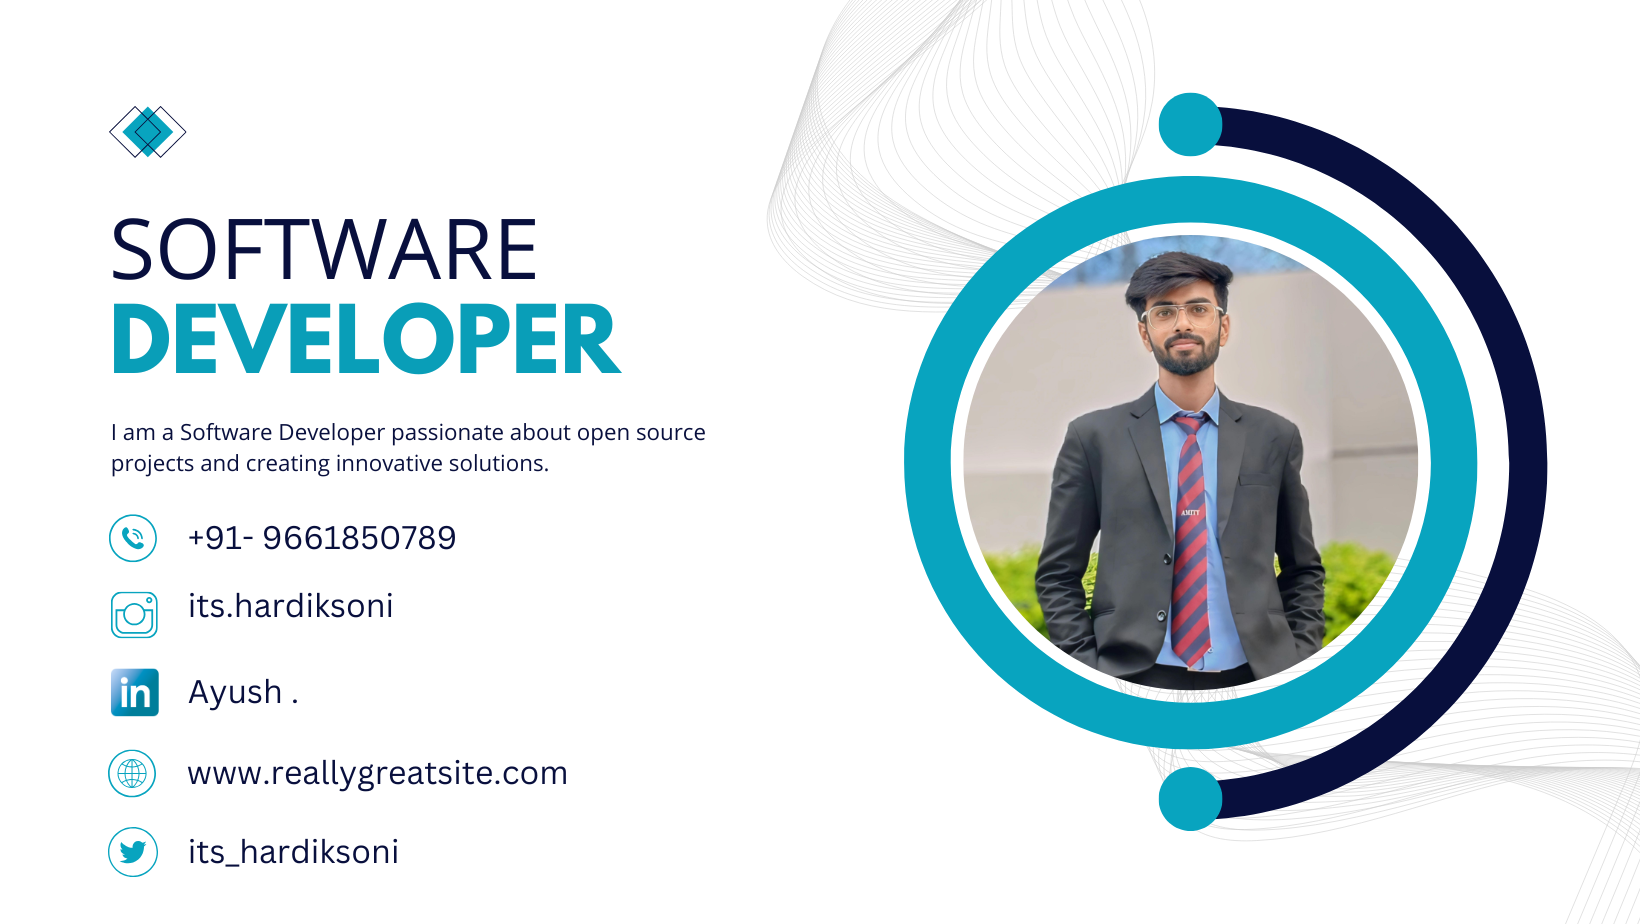 SOFTWARE
DEVELOPER
I am a Software Developer passionate about open source
projects and creating innovative solutions.
+91- 9661850789
its.hardiksoni
in
Ayush .
www.reallygreatsite.com
its_hardiksoni
AMITY